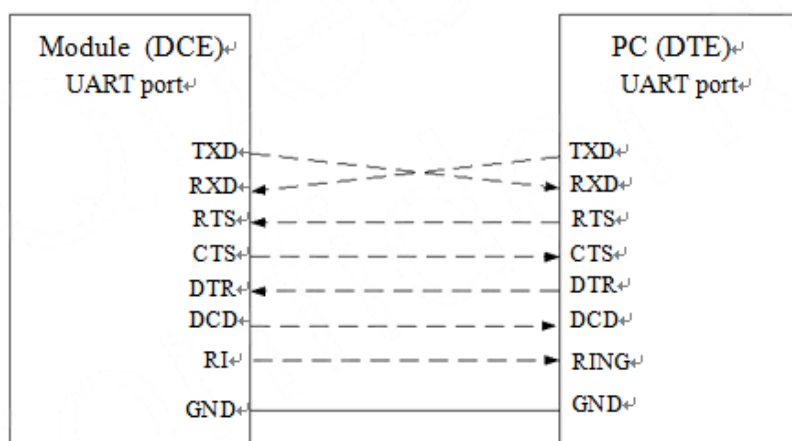 Module (DCE)↵
UART port↵
TXD↵
RXD↵
RTS↵
CTS↵
DTR↵
DCD↵
RI↵
GND↵
PC (DTE)↵
UART port↵
TXD↵
RXD↵
RTS↵
CTS↵
DTR↵
DCD↵
RING↵
GND↵